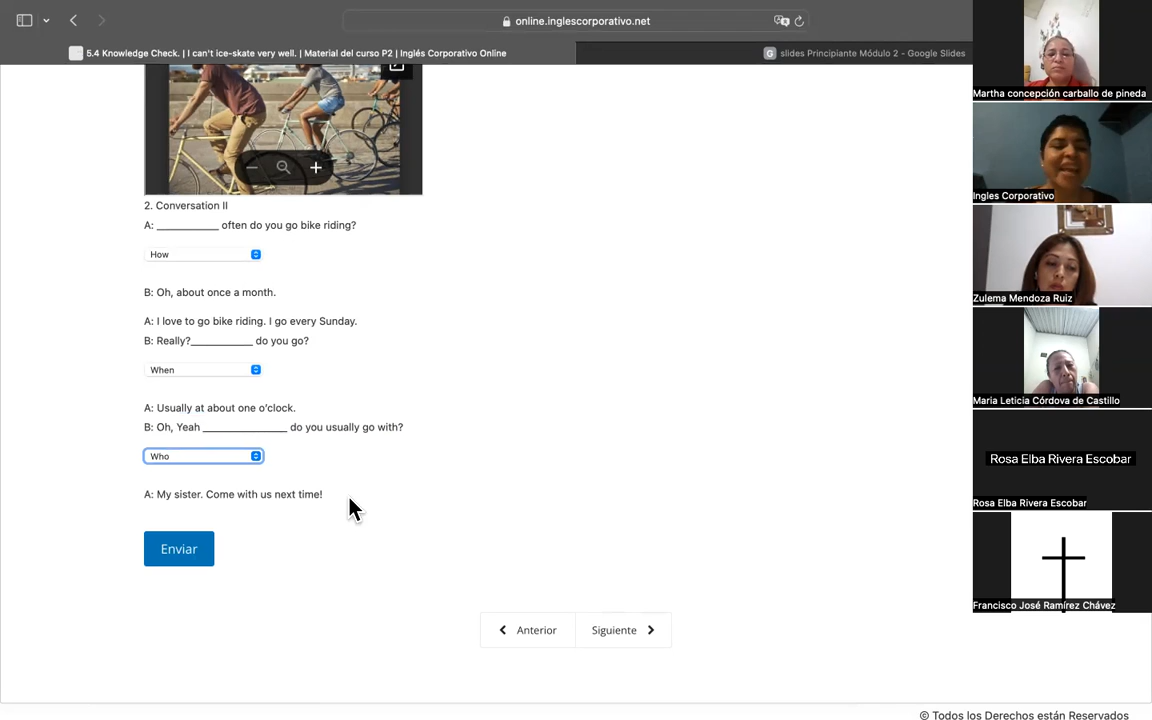 online.inglescorporativo.net
5.4 Knowledge Check. | I can't ice-skate very well. | Material del curso P2 | Inglés Corporativo Online
slides Principiante Módulo 2 - Google Slides
2. Conversation II
A: ____________ often do you go bike riding?
How
B: Oh, about once a month.
A: I love to go bike riding. I go every Sunday.
B: Really?____________ do you go?
When
A: Usually at about one o'clock.
B: Oh, Yeah ________________ do you usually go with?
Who
A: My sister. Come with us next time!
Enviar
Anterior
Siguiente
© Todos los Derechos están Reservados
Martha concepción carballo de pineda
Ingles Corporativo
Zulema Mendoza Ruiz
Maria Leticia Córdova de Castillo
Rosa Elba Rivera Escobar
Rosa Elba Rivera Escobar
Francisco José Ramírez Chávez